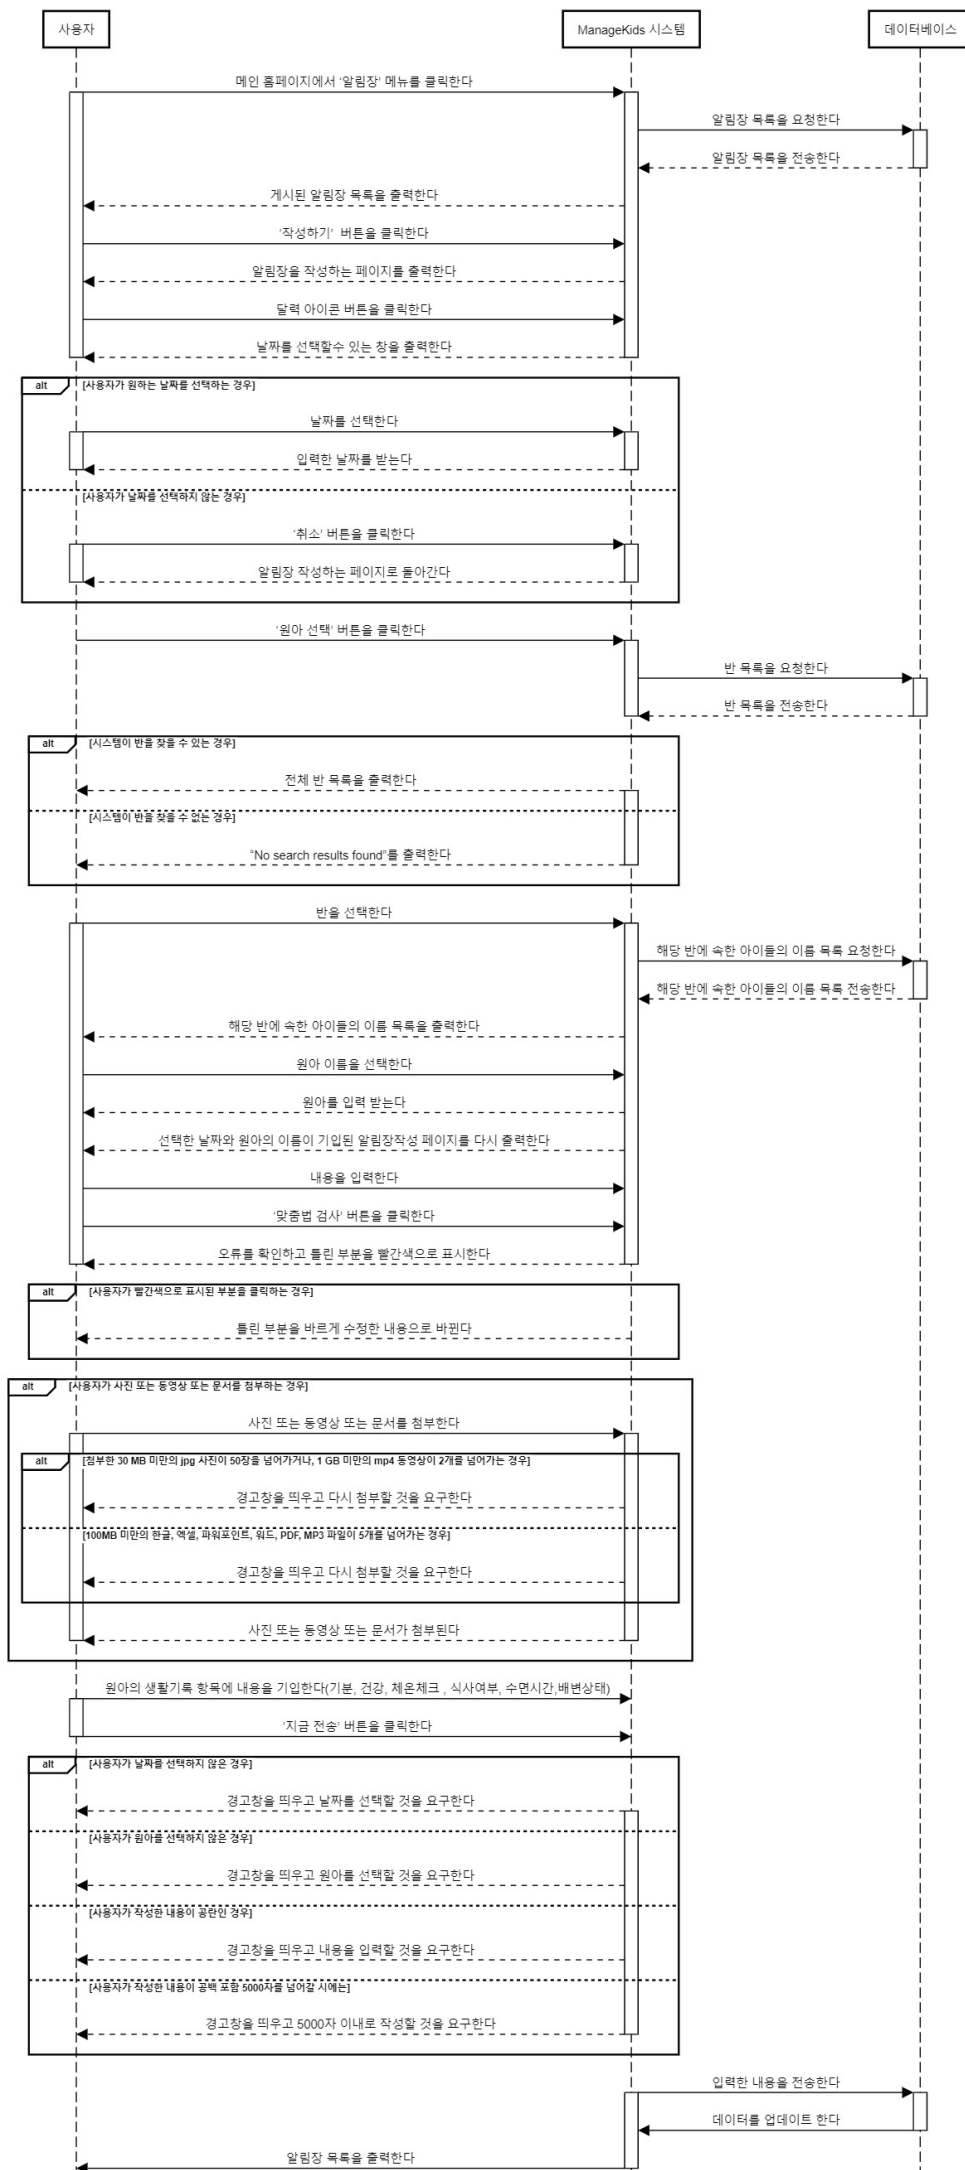 사용자
ManageKids 시스템
데이터베이스
메인 홈페이지에서 '알림장' 메뉴를 클릭한다
알림장 목록을 요청한다
알림장 목록을 전송한다
게시된 알림장 목록을 출력한다
'작성하기' 버튼을 클릭한다
알림장을 작성하는 페이지를 출력한다
달력 아이콘 버튼을 클릭한다
날짜를 선택할수 있는 창을 출력한다
alt
[사용자가 원하는 날짜를 선택하는 경우]
날짜를 선택한다
입력한 날짜를 받는다
[사용자가 날짜를 선택하지 않는 경우]
'취소' 버튼을 클릭한다
알림장 작성하는 페이지로 돌아간다
'원아 선택' 버튼을 클릭한다
반 목록을 요청한다
반 목록을 전송한다
alt
[시스템이 반을 찾을 수 있는 경우]
전체 반 목록을 출력한다
[시스템이 반을 찾을 수 없는 경우]
“No search results found”를 출력한다
반을 선택한다
해당 반에 속한 아이들의 이름 목록 요청한다
해당 반에 속한 아이들의 이름 목록 전송한다
해당 반에 속한 아이들의 이름 목록을 출력한다
원아 이름을 선택한다
원아를 입력 받는다
선택한 날짜와 원아의 이름이 기입된 알림장작성 페이지를 다시 출력한다
내용을 입력한다
'맞춤법 검사' 버튼을 클릭한다
오류를 확인하고 틀린 부분을 빨간색으로 표시한다
alt
[사용자가 빨간색으로 표시된 부분을 클릭하는 경우]
틀린 부분을 바르게 수정한 내용으로 바뀐다
alt
[사용자가 사진 또는 동영상 또는 문서를 첨부하는 경우]
사진 또는 동영상 또는 문서를 첨부한다
alt
[첨부한 30 MB 미만의 jpg 사진이 50장을 넘어가거나, 1 GB 미만의 mp4 동영상이 2개를 넘어가는 경우]
경고창을 띄우고 다시 첨부할 것을 요구한다
[100MB 미만의 한글, 엑셀, 파워포인트, 워드, PDF, MP3 파일이 5개를 넘어가는 경우]
경고창을 띄우고 다시 첨부할 것을 요구한다
사진 또는 동영상 또는 문서가 첨부된다
원아의 생활기록 항목에 내용을 기입한다(기분, 건강, 체온체크 , 식사여부, 수면시간,배변상태)
'지금 전송' 버튼을 클릭한다
alt
[사용자가 날짜를 선택하지 않은 경우]
경고창을 띄우고 날짜를 선택할 것을 요구한다
[사용자가 원아를 선택하지 않은 경우]
경고창을 띄우고 원아를 선택할 것을 요구한다
[사용자가 작성한 내용이 공란인 경우]
경고창을 띄우고 내용을 입력할 것을 요구한다
[사용자가 작성한 내용이 공백 포함 5000자를 넘어갈 시에는]
경고창을 띄우고 5000자 이내로 작성할 것을 요구한다
입력한 내용을 전송한다
데이터를 업데이트 한다
알림장 목록을 출력한다